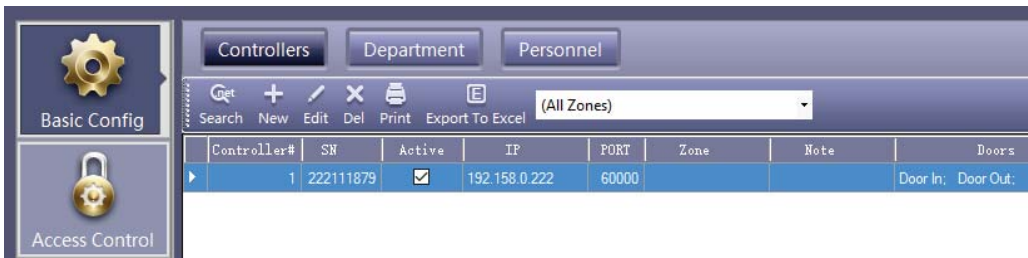 Controllers Department Personnel
Get
Search New Edit Del Print Export To Excel (All Zones)
Basic Config
Controller# SN Active IP PORT Zone Note Doors
1 222111879 192.158.0.222 60000 Door In; Door Out;
Access Control